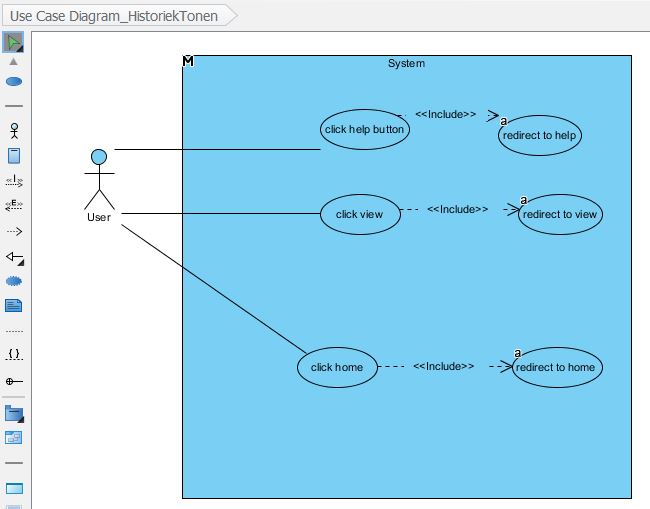 Use Case Diagram_HistoriekTonen
M
System
click help button
<<Include>>
a
redirect to help
User
click view
<<Include>>
a
redirect to view
click home
<<Include>>
a
redirect to home